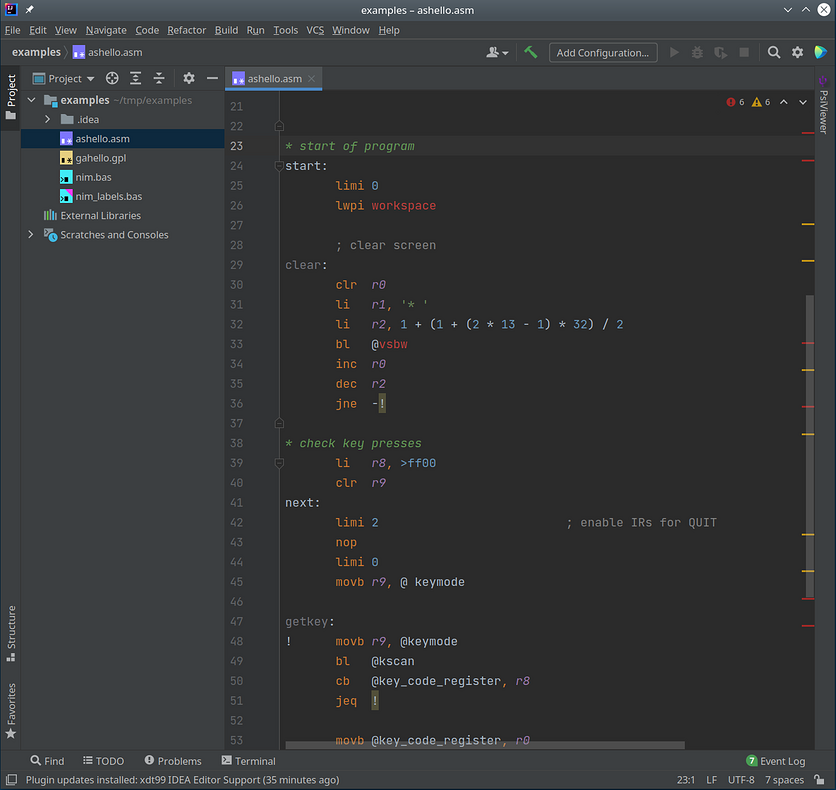 examples – ashello.asm
File Edit View Navigate Code Refactor Build Run Tools VCS Window Help
examples ashello.asm Add Configuration...
Project
Project
ashello.asm
examples ~/tmp/examples
.idea
ashello.asm
gahello.gpl
nim.bas
nim_labels.bas
External Libraries
Scratches and Consoles
6 6
PsiViewer
21
22
23 * start of program
24 start:
25 limi 0
26 lwpi workspace
27
28 ; clear screen
29 clear:
30 clr r0
31 li r1, '* '
32 li r2, 1 + (1 + (2 * 13 - 1) * 32) / 2
33 bl @vsbw
34 inc r0
35 dec r2
36 jne -!
37
38 * check key presses
39 li r8, >ff00
40 clr r9
41 next:
42 limi 2 ; enable IRs for QUIT
43 nop
44 limi 0
45 movb r9, @ keymode
46
47 getkey:
48 ! movb r9, @keymode
49 bl @kscan
50 cb @key_code_register, r8
51 jeq !
52
53 movb @key_code_register, r0
Structure
Favorites
Find TODO Problems Terminal 7 Event Log
Plugin updates installed: xdt99 IDEA Editor Support (35 minutes ago) 23:1 LF UTF-8 7 spaces